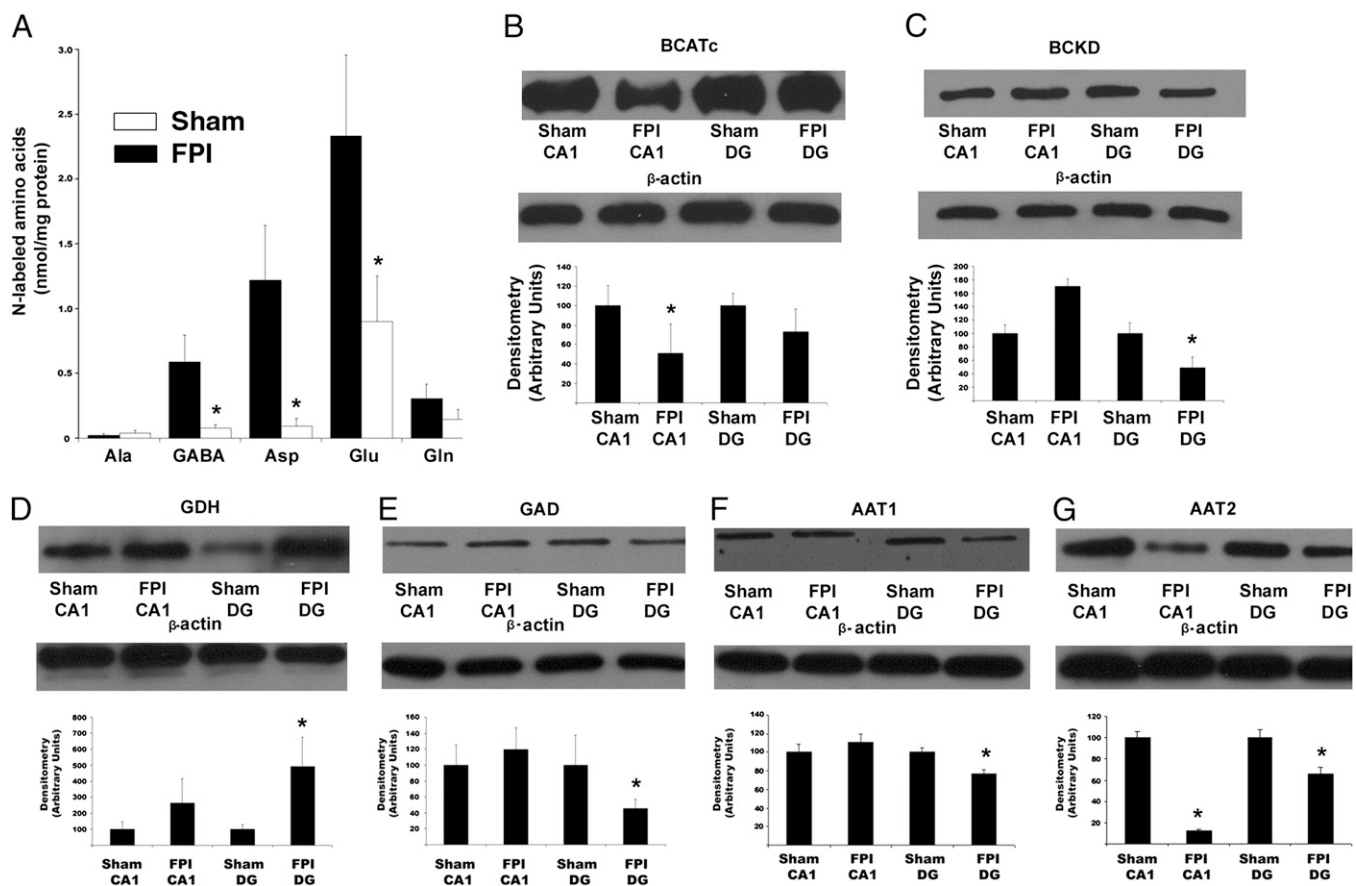 A
N-labeled amino acids
(nmol/mg protein)
3.0
2.5
2.0
1.5
1.0
0.5
0
Sham
FPI
*
*
*
Ala GABA Asp Glu Gln
B
BCATc
Sham FPI Sham FPI
CA1 CA1 DG DG
β-actin
Densitometry
(Arbitrary Units)
140
120
100
80
60
40
20
*
Sham FPI Sham FPI
CA1 CA1 DG DG
C
BCKD
Sham FPI Sham FPI
CA1 CA1 DG DG
β-actin
Densitometry
(Arbitrary Units)
200
180
160
140
120
100
80
60
40
20
*
Sham FPI Sham FPI
CA1 CA1 DG DG
D
GDH
Sham FPI Sham FPI
CA1 CA1 DG DG
β-actin
Densitometry
(Arbitrary Units)
800
700
600
500
400
300
200
100
*
Sham FPI Sham FPI
CA1 CA1 DG DG
E
GAD
Sham FPI Sham FPI
CA1 CA1 DG DG
β-actin
Densitometry
(Arbitrary Units)
160
140
120
100
80
60
40
20
*
Sham FPI Sham FPI
CA1 CA1 DG DG
F
AAT1
Sham FPI Sham FPI
CA1 CA1 DG DG
β-actin
Densitometry
(Arbitrary Units)
140
120
100
80
60
40
20
*
Sham FPI Sham FPI
CA1 CA1 DG DG
G
AAT2
Sham FPI Sham FPI
CA1 CA1 DG DG
β-actin
Densitometry
(Arbitrary Units)
120
100
80
60
40
20
*
*
Sham FPI Sham FPI
CA1 CA1 DG DG